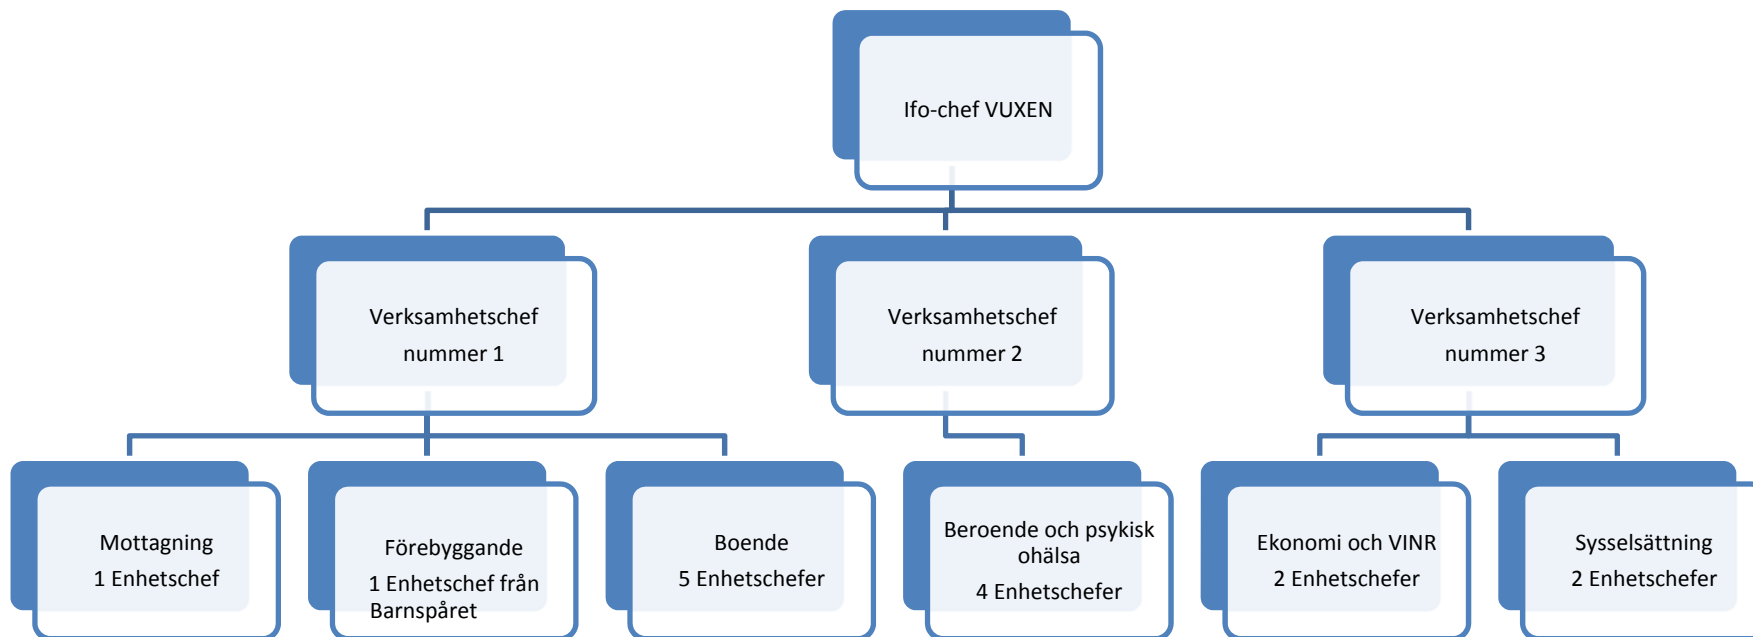 Ifo-chef VUXEN
Verksamhetschef
nummer 1
Verksamhetschef
nummer 2
Verksamhetschef
nummer 3
Mottagning
1 Enhetschef
Förebyggande
1 Enhetschef från
Barnspåret
Boende
5 Enhetschefer
Beroende och psykisk
ohälsa
4 Enhetschefer
Ekonomi och VINR
2 Enhetschefer
Sysselsättning
2 Enhetschefer